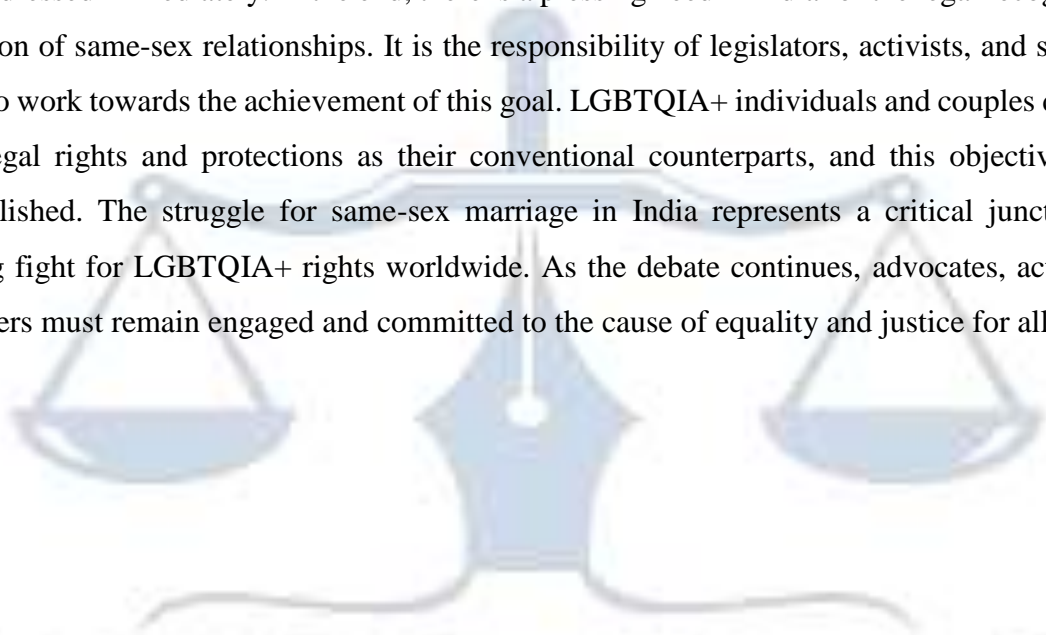 dressed immediately. In the end, there is a pressing need in India for the legal recog
on of same-sex relationships. It is the responsibility of legislators, activists, and s
o work towards the achievement of this goal. LGBTQIA+ individuals and couples
egal rights and protections as their conventional counterparts, and this objectiv
lished. The struggle for same-sex marriage in India represents a critical junct
g fight for LGBTQIA+ rights worldwide. As the debate continues, advocates, ac
ers must remain engaged and committed to the cause of equality and justice for all